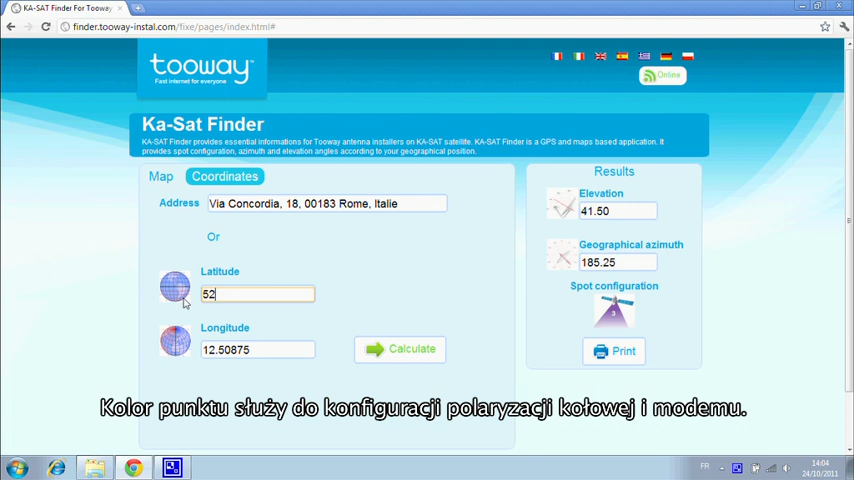 KA-SAT Finder For Tooway
finder.tooway-instal.com/fixe/pages/index.html#
tooway™
Fast internet for everyone
Online
Ka-Sat Finder
KA-SAT Finder provides essential informations for Tooway antenna installers on KA-SAT satellite. KA-SAT Finder is a GPS and maps based application. It
provides spot configuration, azimuth and elevation angles according to your geographical position.
Map Coordinates
Address Via Concordia, 18, 00183 Rome, Italie
Or
Latitude
52
Longitude
12.50875
Calculate
Results
Elevation
41.50
Geographical azimuth
185.25
Spot configuration
3
Print
Kolor punktu służy do konfiguracji polaryzacji kołowej i modemu.
FR
14:04
24/10/2011